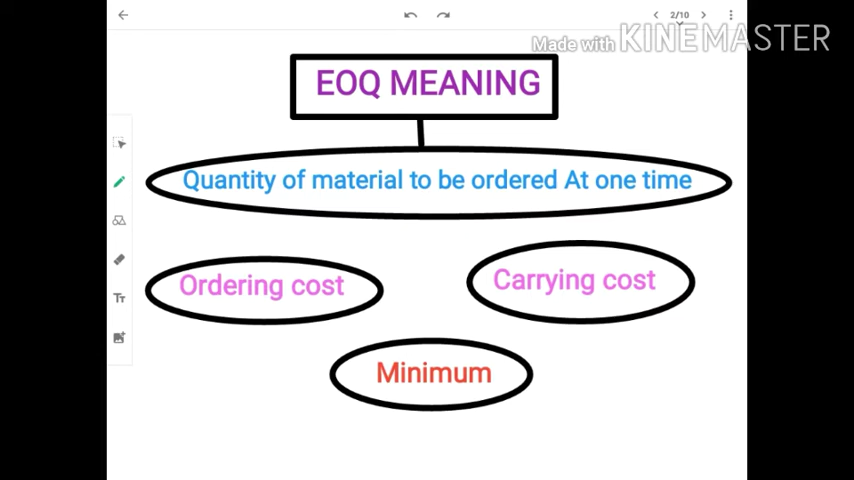 2/10
Made with KINEMASTER
EOQ MEANING
Quantity of material to be ordered At one time
Ordering cost
Carrying cost
Minimum
TT